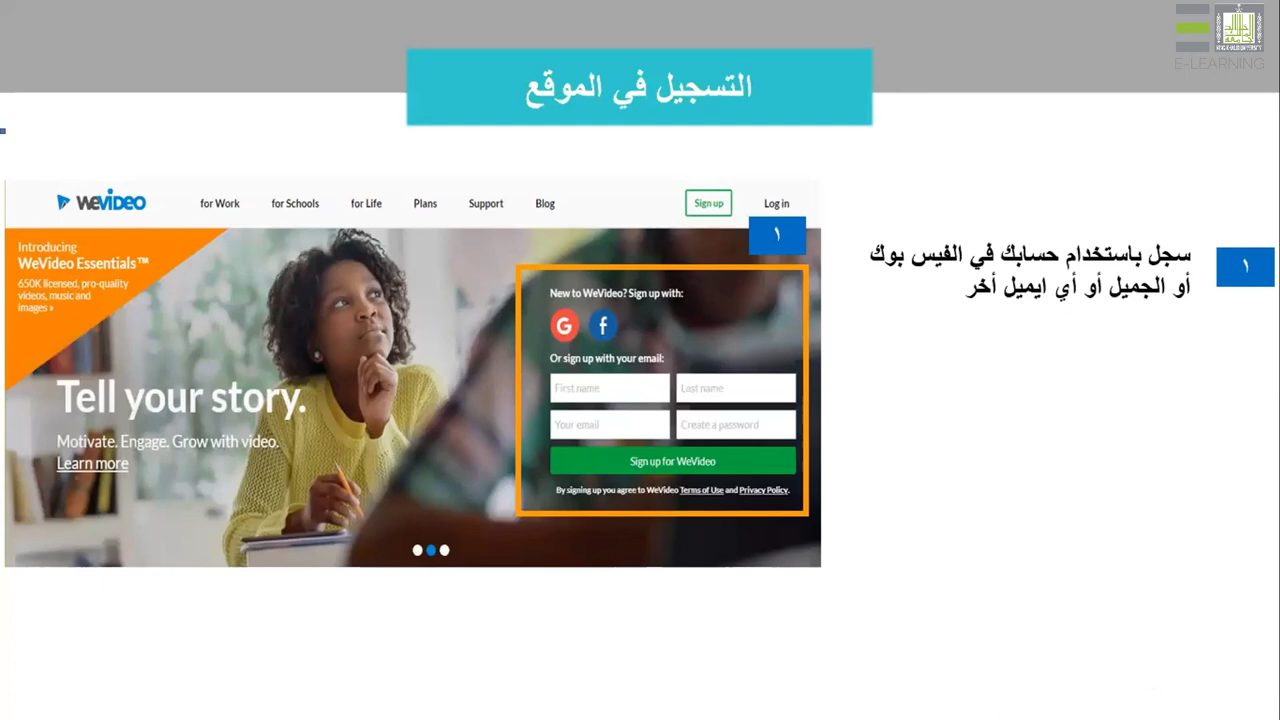 E-LEARNING
التسجيل في الموقع
١
سجل باستخدام حسابك في الفيس بوك
أو الجميل أو أي ايميل أخر
WEVIDEO
for Work
for Schools
for Life
Plans
Support
Blog
Sign up
Log in
١
Introducing
WeVideo Essentials™
650K licensed, pro-quality
videos, music and
images »
Tell your story.
Motivate. Engage. Grow with video.
Learn more
New to WeVideo? Sign up with:
G f
Or sign up with your email:
First name
Last name
Your email
Create a password
Sign up for WeVideo
By signing up you agree to WeVideo Terms of Use and Privacy Policy.